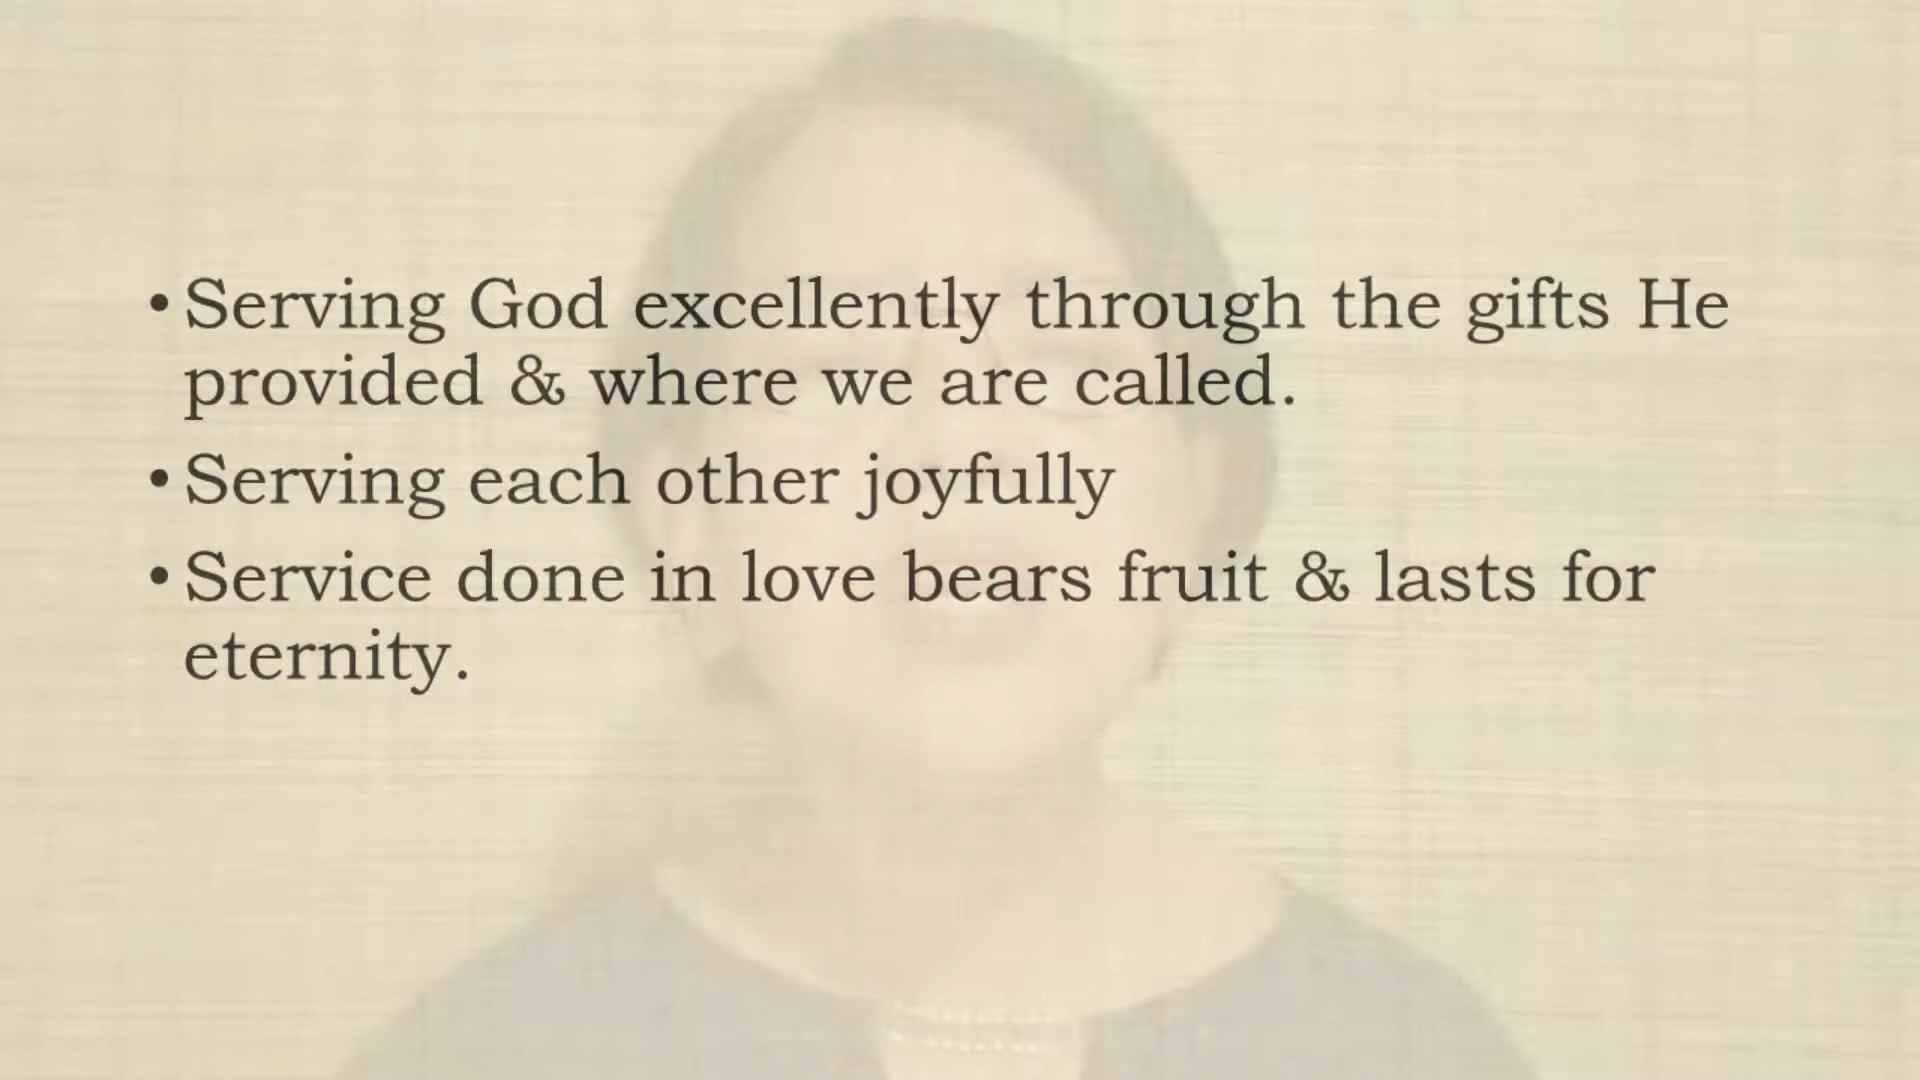 • Serving God excellently through the gifts He
provided & where we are called.
• Serving each other joyfully
• Service done in love bears fruit & lasts for
eternity.